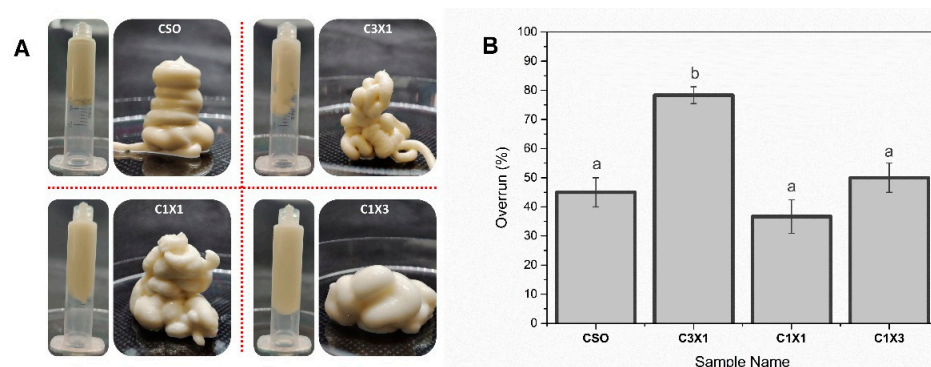 A
CSO
C3X1
C1X1
C1X3
B
Overrun (%)
100
90
80
70
60
50
40
30
20
10
0
a
b
a
a
CSO
C3X1
C1X1
C1X3
Sample Name